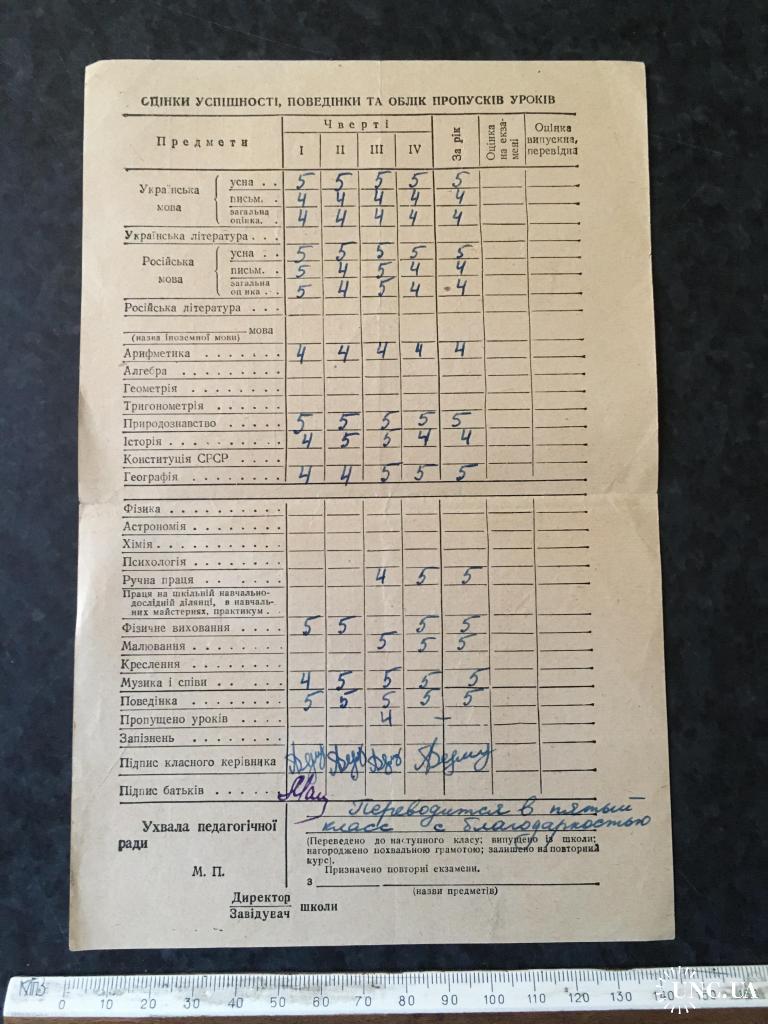 ОЦІНКИ УСПІШНОСТІ, ПОВЕДІНКИ ТА ОБЛІК ПРОПУСКІВ УРОКІВ
Предмети Чверті За рік Оцінка на екзамені Оцінка випускна, перевідна
I II III IV
Українська мова
усна . . 5 5 5 5 5
письм. . 4 4 4 4 4
загальна оцінка. . 4 4 4 4 4
Українська література . . .
Російська мова
усна . . 5 5 5 5 5
письм. . 5 4 5 4 4
загальна оцінка . . 5 4 5 4 4
Російська література . . .
мова
(назва іноземної мови)
Арифметика . . . . . . . 4 4 4 4 4
Алгебра . . . . . . . . .
Геометрія . . . . . . . .
Тригонометрія . . . . . .
Природознавство . . . . . 5 5 5 5 5
Історія . . . . . . . . . 4 5 5 4 4
Конституція СРСР . . . .
Географія . . . . . . . . 4 4 5 5 5
Фізика . . . . . . . . . .
Астрономія . . . . . . . .
Хімія. . . . . . . . . . .
Психологія . . . . . . . .
Ручна праця . . . . . . . 4 5 5
Праця на шкільній навчально-
дослідній ділянці, в навчаль-
них майстернях, практикум . .
Фізичне виховання . . . . 5 5 5 5
Малювання . . . . . . . . 5 5 5
Креслення . . . . . . . .
Музика і співи . . . . . 4 5 5 5 5
Поведінка . . . . . . . . 5 5 5 5 5
Пропущено уроків . . . . 4 —
Запізнень . . . . . . . .
Підпис класного керівника
Підпис батьків . . . . . .
Ухвала педагогічної
ради
М. П.
Переводится в пятый
класс с благодарностью
(Переведено до наступного класу; випущено із школи;
нагороджено похвальною грамотою; залишено на повторний
курс).
Призначено повторні екзамени.
з
(назви предметів)
Директор
Завідувач школи
0 10 20 30 40 50 60 70 80 90 100 110 120 130 140
UNC.UA